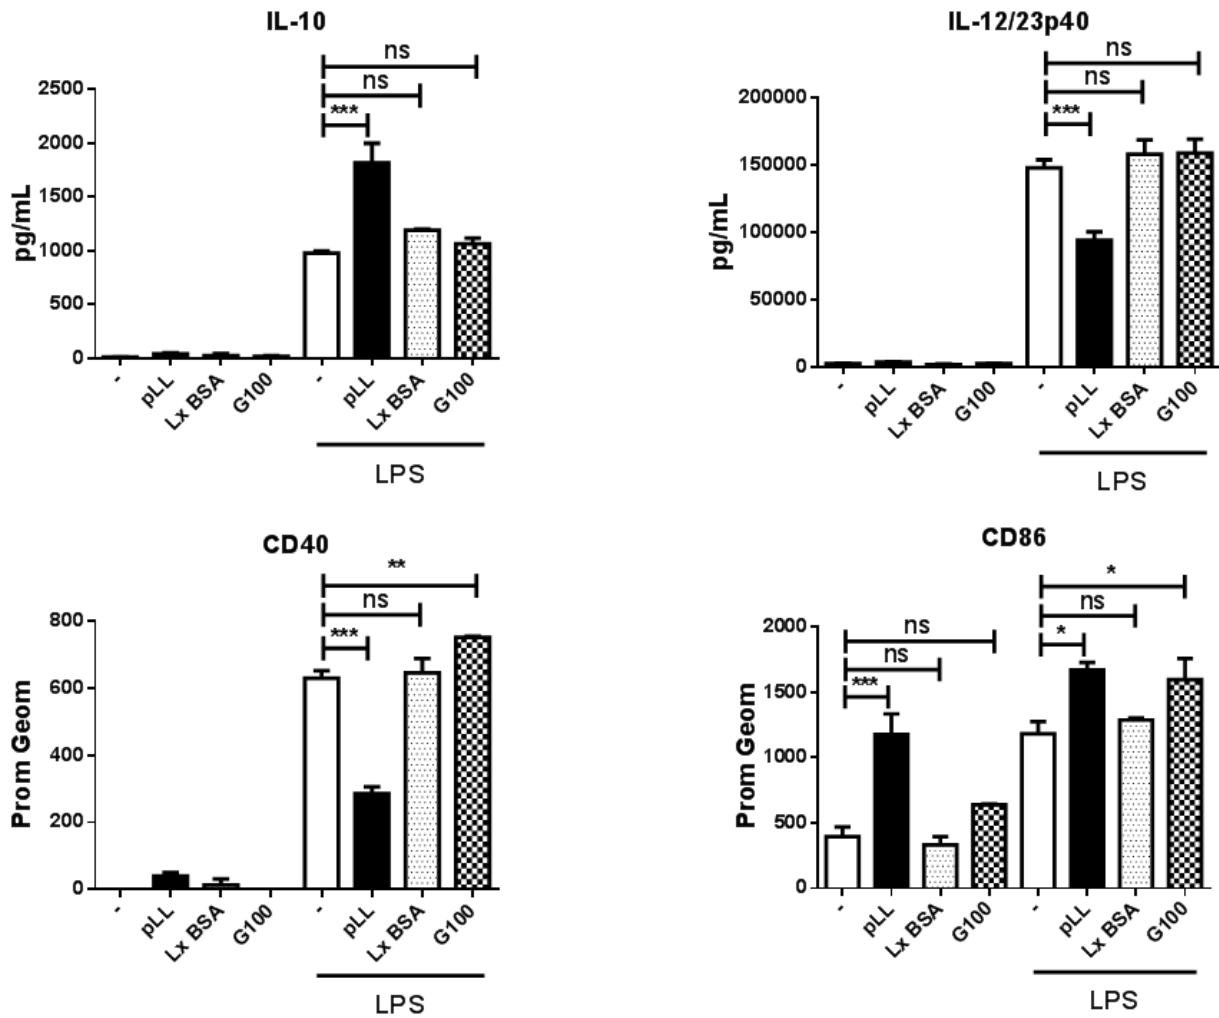 IL-10
ns
ns
***
2500
2000
1500
1000
500
0
pg/mL
-
pLL
Lx BSA
G100
-
pLL
Lx BSA
G100
LPS
IL-12/23p40
ns
ns
***
200000
150000
100000
50000
0
pg/mL
-
pLL
Lx BSA
G100
-
pLL
Lx BSA
G100
LPS
CD40
**
ns
***
800
600
400
200
0
Prom Geom
-
pLL
Lx BSA
G100
-
pLL
Lx BSA
G100
LPS
CD86
*
ns
*
ns
ns
***
2000
1500
1000
500
0
Prom Geom
-
pLL
Lx BSA
G100
-
pLL
Lx BSA
G100
LPS